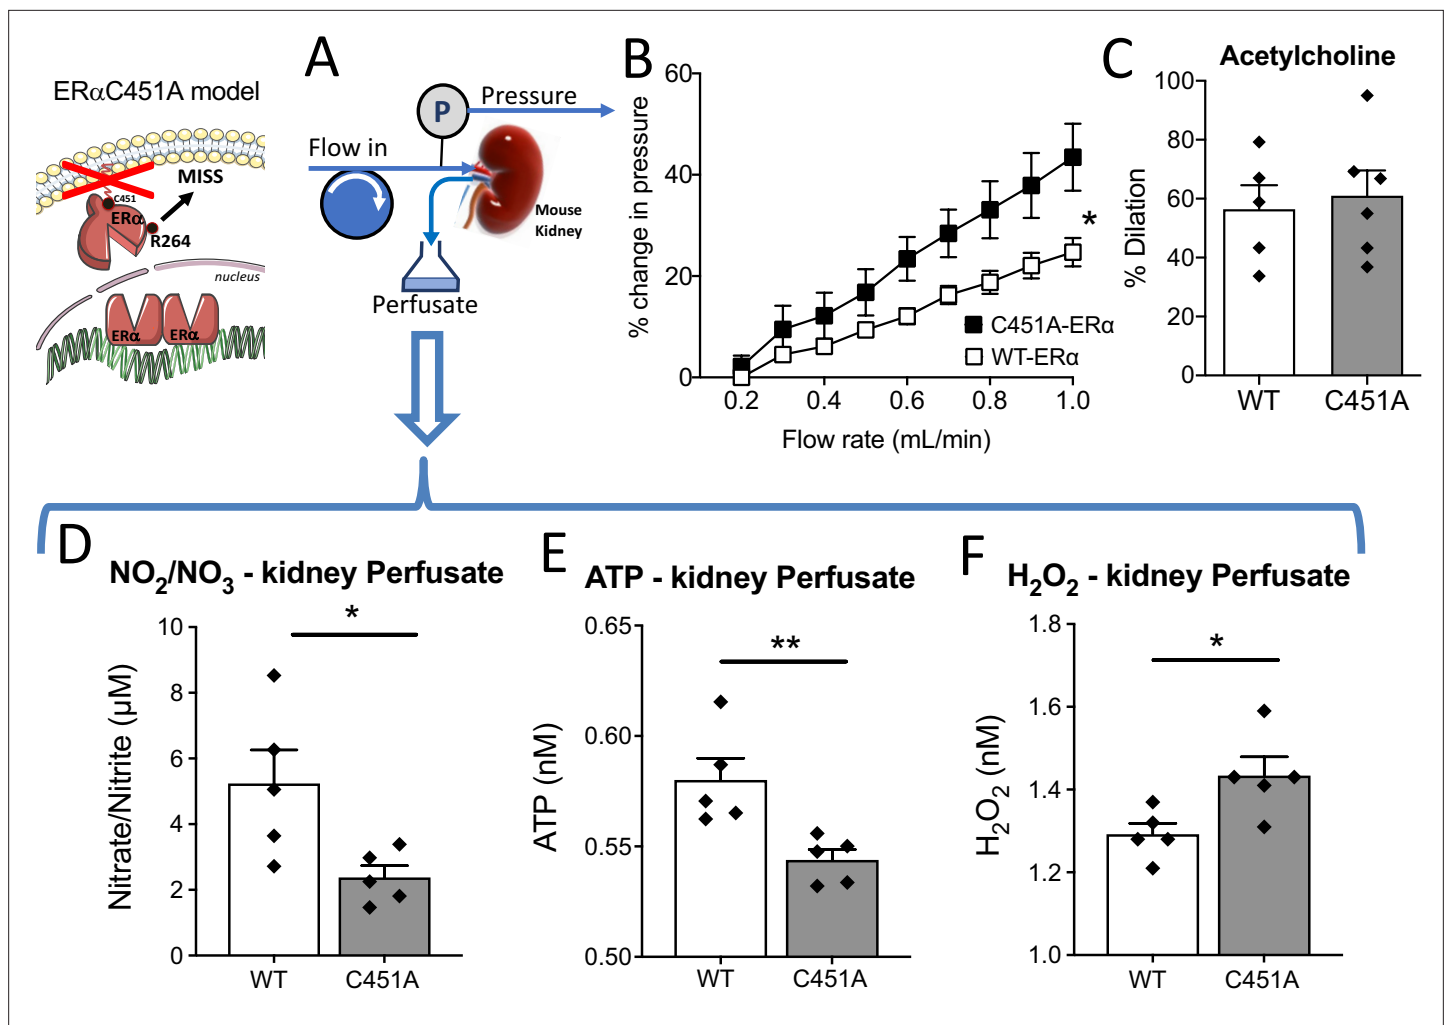 ERαC451A model
MISS
C451
ERα
R264
nucleus
ERα
ERα
A
P
Pressure
Flow in
Mouse
Kidney
Perfusate
B
% change in pressure
60
40
20
0
0.2
0.4
0.6
0.8
1.0
Flow rate (mL/min)
C451A-ERα
WT-ERα
*
C
Acetylcholine
% Dilation
100
80
60
40
20
0
WT
C451A
D
NO₂/NO₃ - kidney Perfusate
*
Nitrate/Nitrite (μM)
10
8
6
4
2
0
WT
C451A
E
ATP - kidney Perfusate
**
ATP (nM)
0.65
0.60
0.55
0.50
WT
C451A
F
H₂O₂ - kidney Perfusate
*
H₂O₂ (nM)
1.8
1.6
1.4
1.2
1.0
WT
C451A